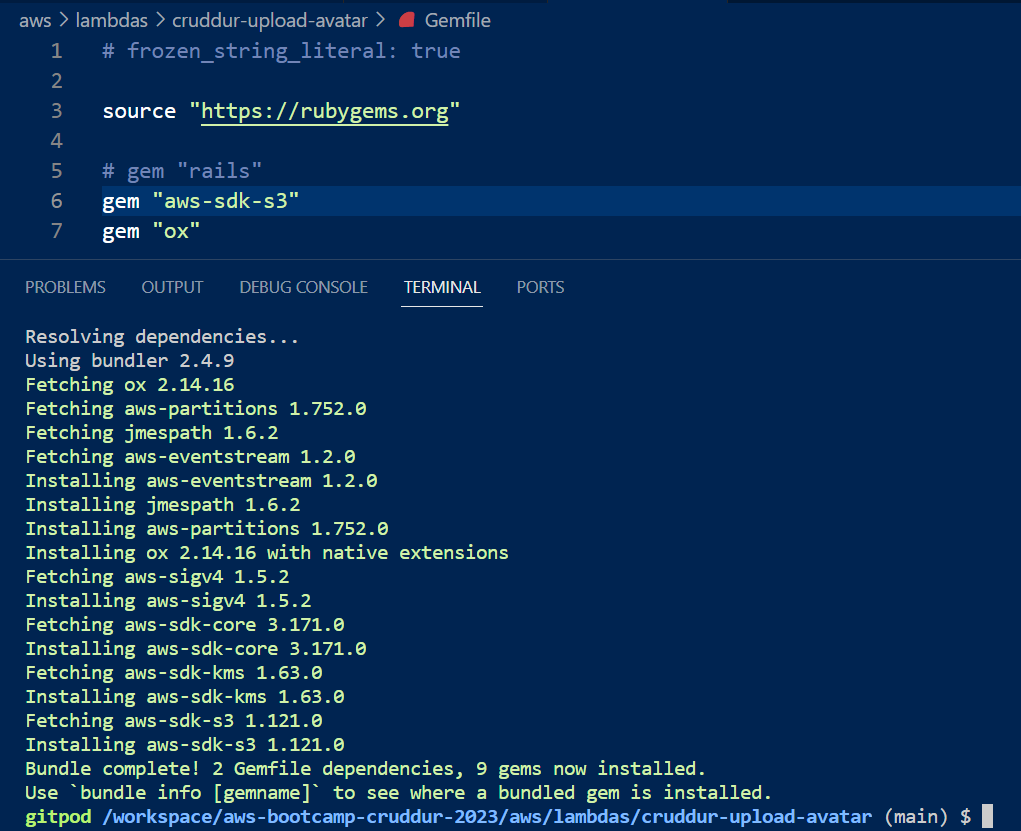 aws > lambdas > cruddur-upload-avatar > Gemfile
1 # frozen_string_literal: true
2
3 source "https://rubygems.org"
4
5 # gem "rails"
6 gem "aws-sdk-s3"
7 gem "ox"
PROBLEMS OUTPUT DEBUG CONSOLE TERMINAL PORTS
Resolving dependencies...
Using bundler 2.4.9
Fetching ox 2.14.16
Fetching aws-partitions 1.752.0
Fetching jmespath 1.6.2
Fetching aws-eventstream 1.2.0
Installing aws-eventstream 1.2.0
Installing jmespath 1.6.2
Installing aws-partitions 1.752.0
Installing ox 2.14.16 with native extensions
Fetching aws-sigv4 1.5.2
Installing aws-sigv4 1.5.2
Fetching aws-sdk-core 3.171.0
Installing aws-sdk-core 3.171.0
Fetching aws-sdk-kms 1.63.0
Installing aws-sdk-kms 1.63.0
Fetching aws-sdk-s3 1.121.0
Installing aws-sdk-s3 1.121.0
Bundle complete! 2 Gemfile dependencies, 9 gems now installed.
Use `bundle info [gemname]` to see where a bundled gem is installed.
gitpod /workspace/aws-bootcamp-cruddur-2023/aws/lambdas/cruddur-upload-avatar (main) $